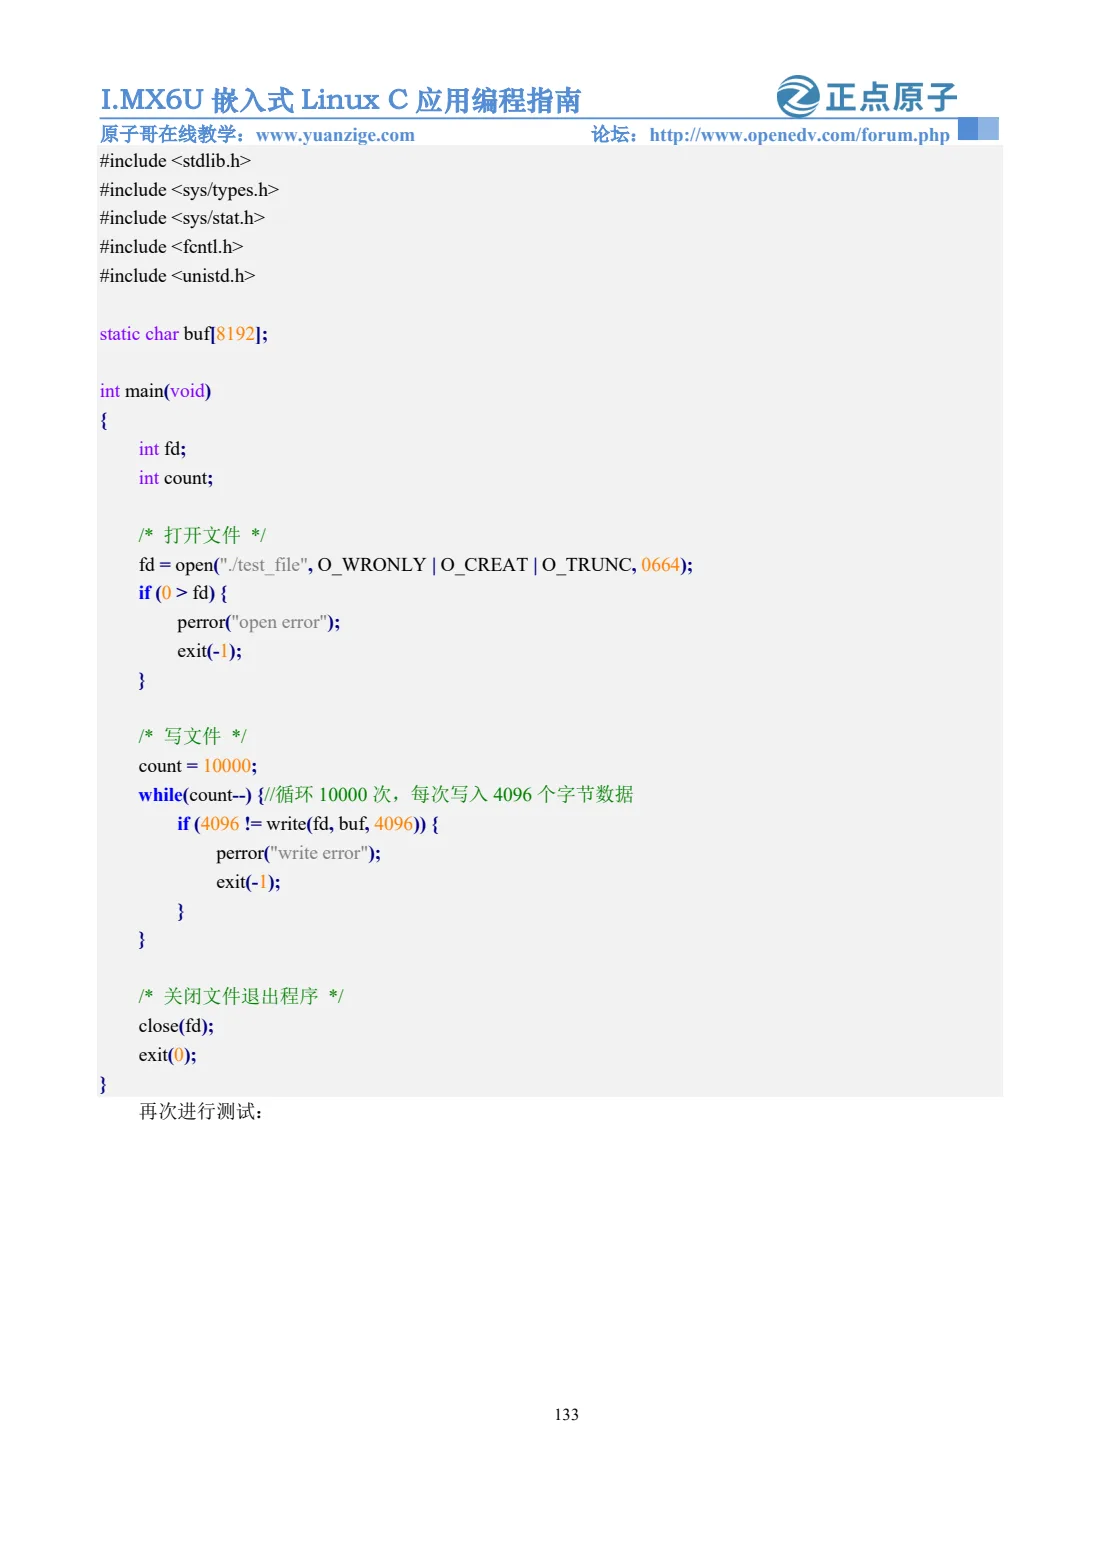 I.MX6U 嵌入式 Linux C 应用编程指南
正点原子
原子哥在线教学：www.yuanzige.com 论坛：http://www.openedv.com/forum.php
#include <stdlib.h>
#include <sys/types.h>
#include <sys/stat.h>
#include <fcntl.h>
#include <unistd.h>
static char buf[8192];
int main(void)
{
int fd;
int count;
/* 打开文件 */
fd = open("./test_file", O_WRONLY | O_CREAT | O_TRUNC, 0664);
if (0 > fd) {
perror("open error");
exit(-1);
}
/* 写文件 */
count = 10000;
while(count--) {//循环 10000 次，每次写入 4096 个字节数据
if (4096 != write(fd, buf, 4096)) {
perror("write error");
exit(-1);
}
}
/* 关闭文件退出程序 */
close(fd);
exit(0);
}
再次进行测试：
133